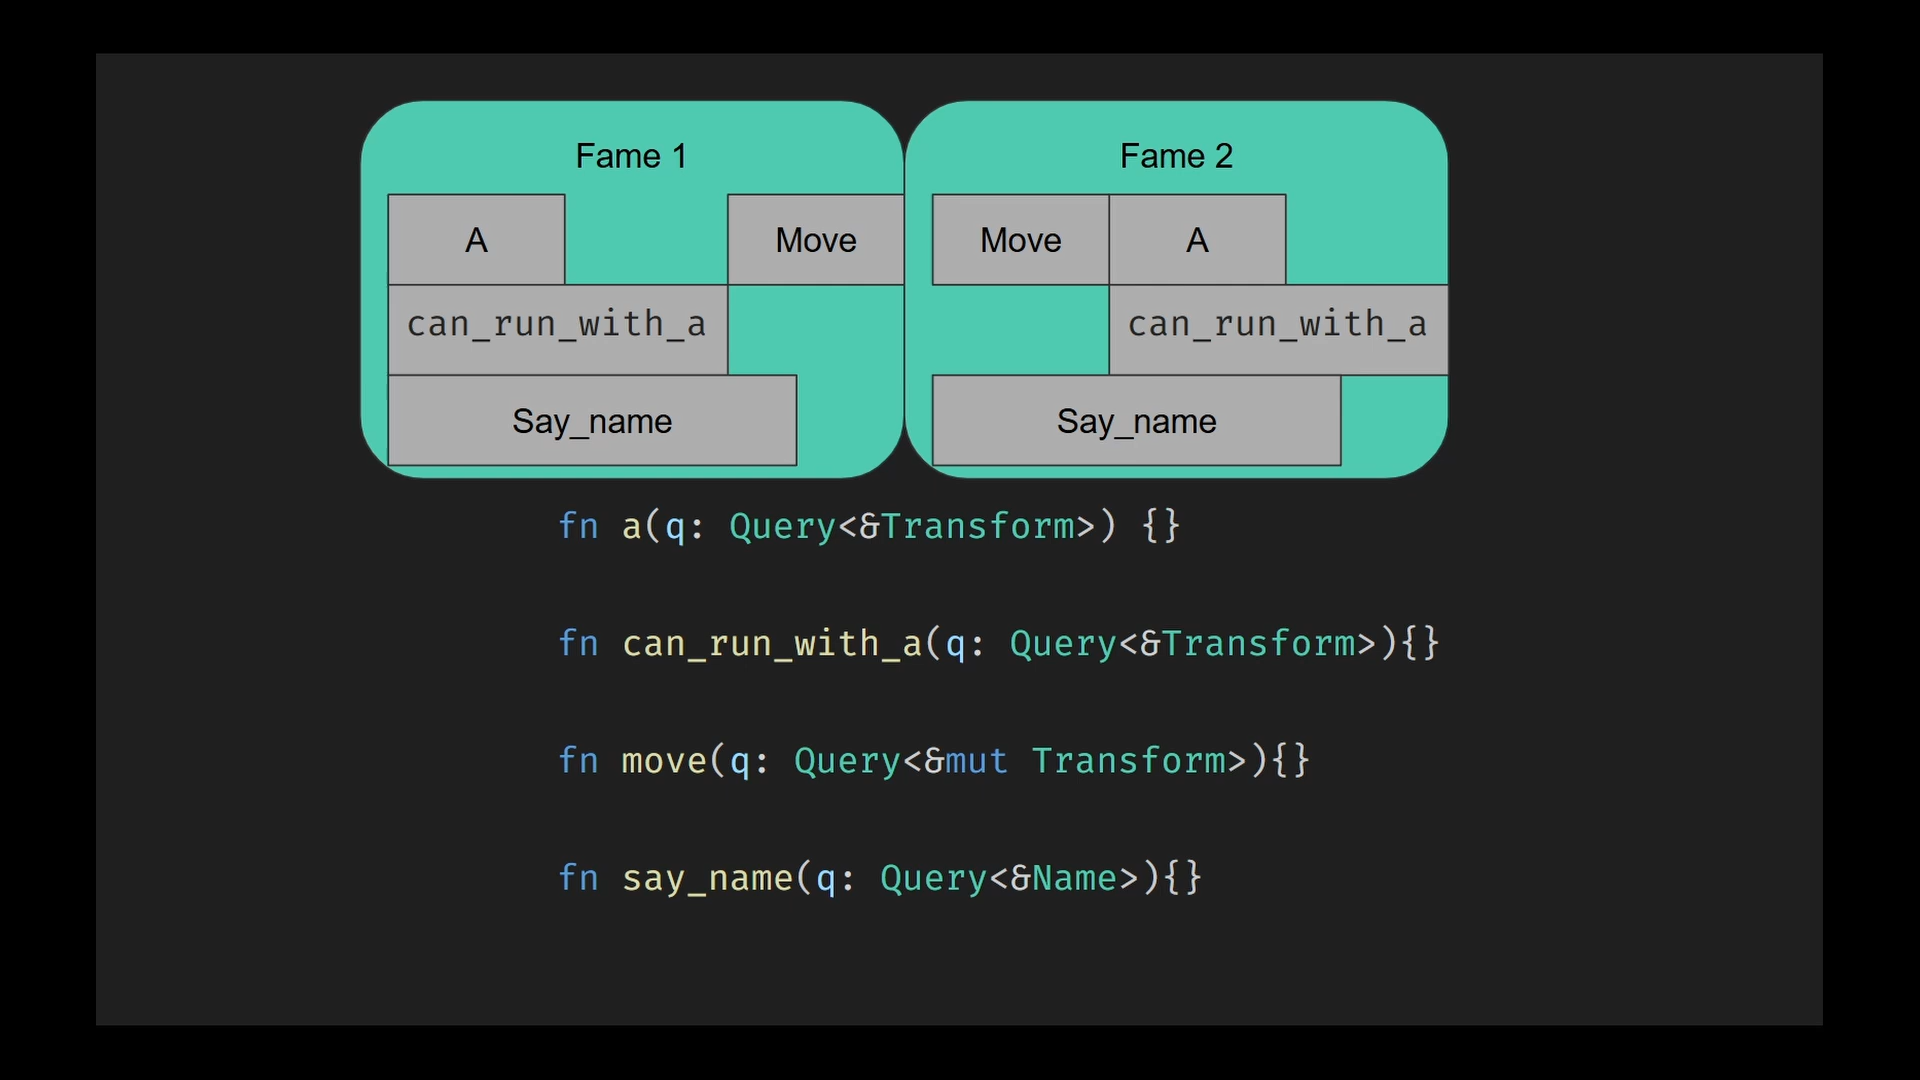 Fame 1
Fame 2
A
Move
Move
A
can_run_with_a
can_run_with_a
Say_name
Say_name
fn a(q: Query<&Transform>) {}
fn can_run_with_a(q: Query<&Transform>){}
fn move(q: Query<&mut Transform>){}
fn say_name(q: Query<&Name>){}